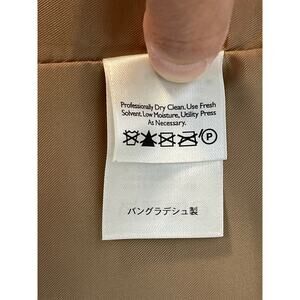 Professionally Dry Clean, Use Fresh
Solvent, Low Moisture, Utility Press
As Necessary.
P
バングラデシュ製